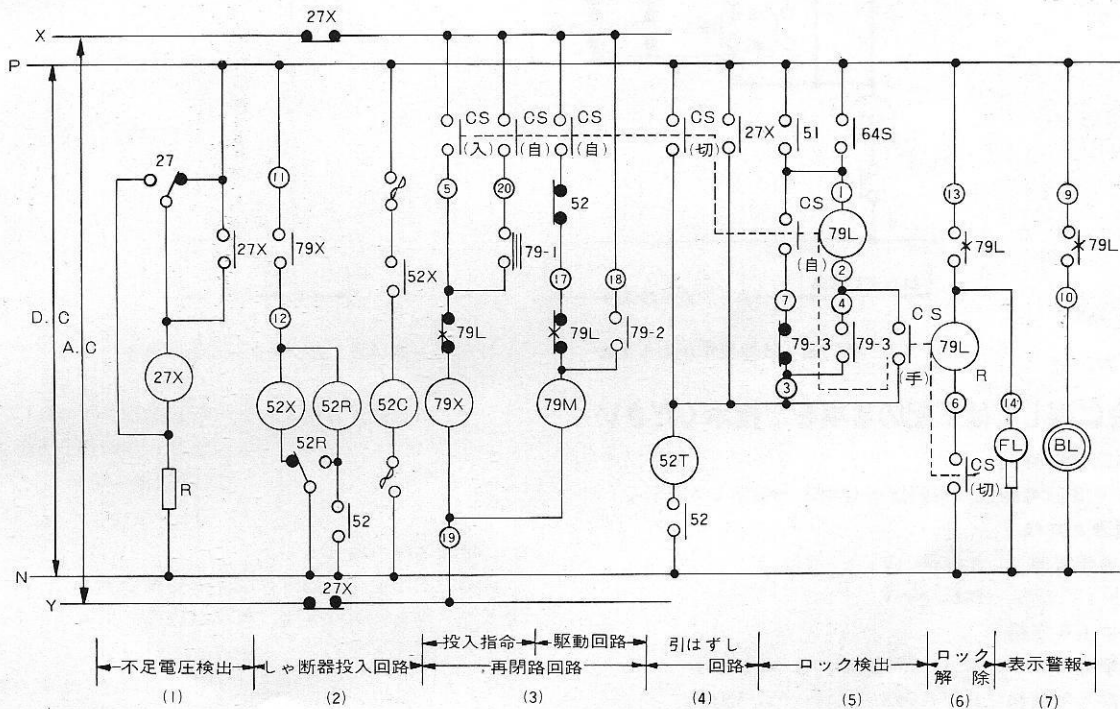 27X
X
P
CS
CS
CS
CS
27X
51
64S
(入)
(自)
(自)
(切)
27
11
5
20
52
CS
1
13
9
27X
79X
79-1
79L
(自)
79L
79L
52X
2
17
18
7
4
CS
10
12
79L
79L
79-2
79-3
79-3
79L
D.C
A.C
(手)
R
27X
52X
52R
52C
79X
79M
3
6
14
52R
52T
FL
BL
R
52
52
CS
(切)
19
N
27X
Y
投入指命
駆動回路
引はずし
回路
ロック
解除
不足電圧検出
しゃ断器投入回路
再閉路回路
ロック検出
表示警報
(1)
(2)
(3)
(4)
(5)
(6)
(7)